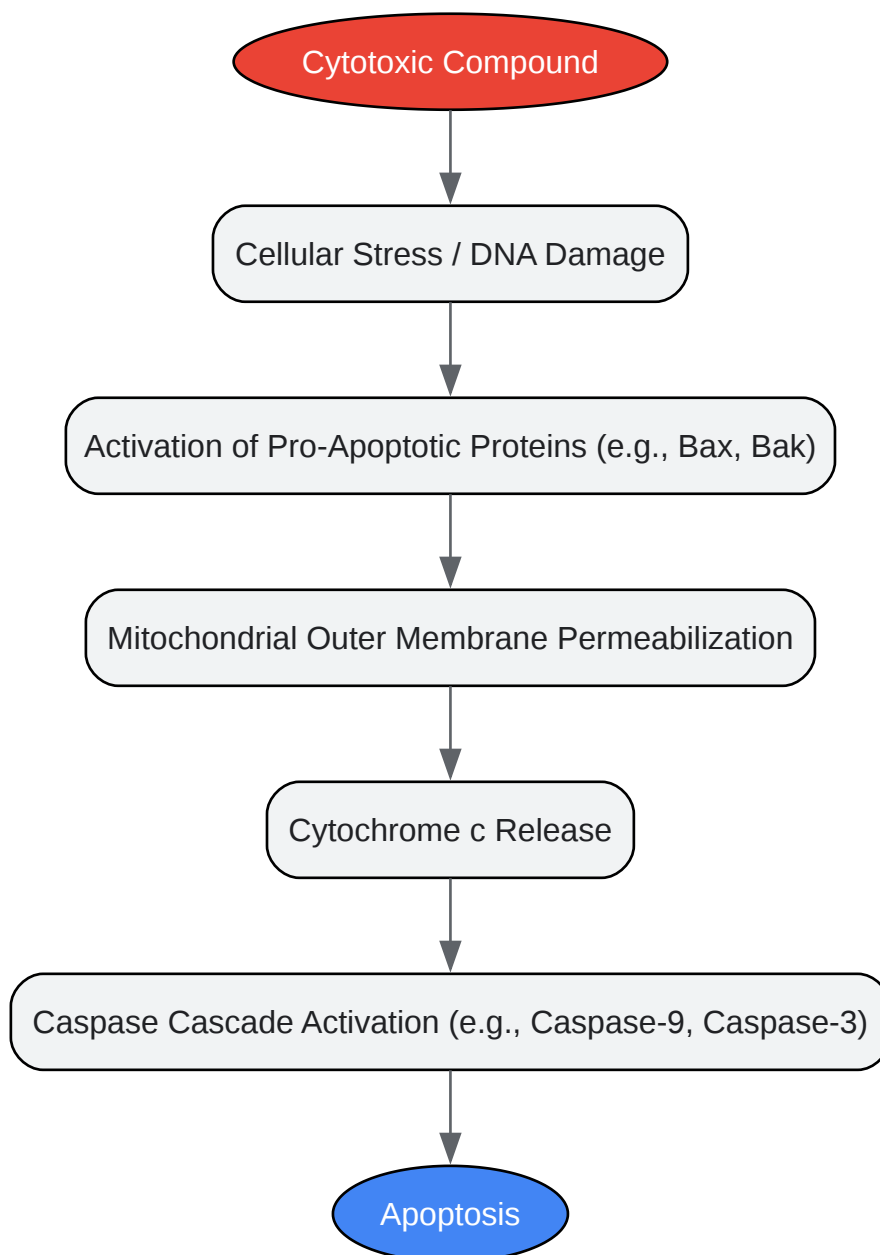 Cytotoxic Compound
Cellular Stress / DNA Damage
Activation of Pro-Apoptotic Proteins (e.g., Bax, Bak)
Mitochondrial Outer Membrane Permeabilization
Cytochrome c Release
Caspase Cascade Activation (e.g., Caspase-9, Caspase-3)
Apoptosis